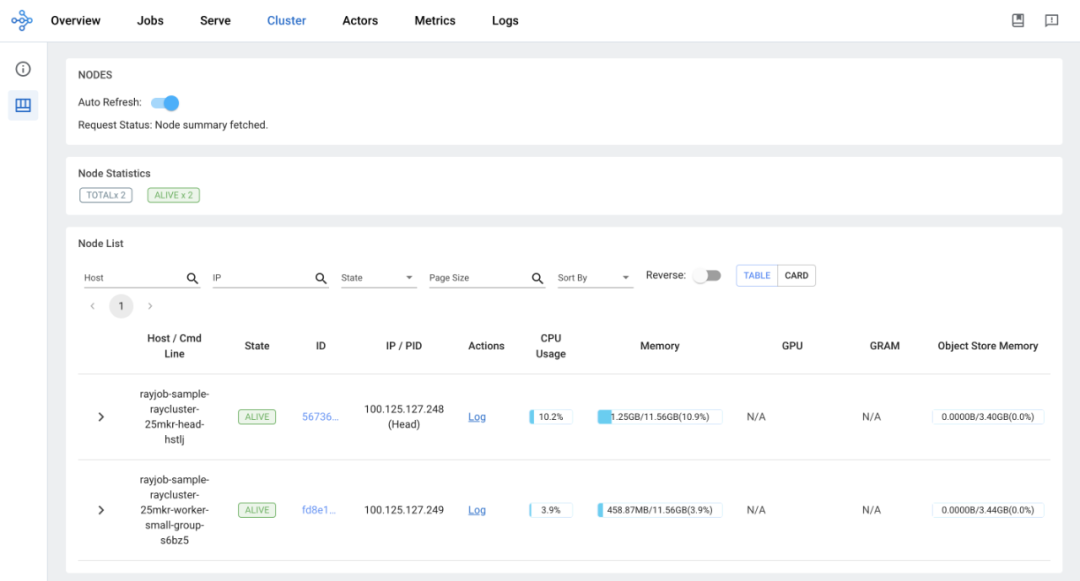 Overview Jobs Serve Cluster Actors Metrics Logs
NODES
Auto Refresh:
Request Status: Node summary fetched.
Node Statistics
TOTALx 2 ALIVE x 2
Node List
Host IP State Page Size Sort By Reverse: TABLE CARD
1
Host / Cmd
Line
State ID IP / PID Actions
CPU
Usage
Memory GPU GRAM Object Store Memory
rayjob-sample-
raycluster-
25mkr-head-
hstlj
ALIVE 56736...
100.125.127.248
(Head)
Log 10.2% 1.25GB/11.56GB(10.9%) N/A N/A 0.0000B/3.40GB(0.0%)
rayjob-sample-
raycluster-
25mkr-worker-
small-group-
s6bz5
ALIVE fd8e1... 100.125.127.249 Log 3.9% 458.87MB/11.56GB(3.9%) N/A N/A 0.0000B/3.44GB(0.0%)